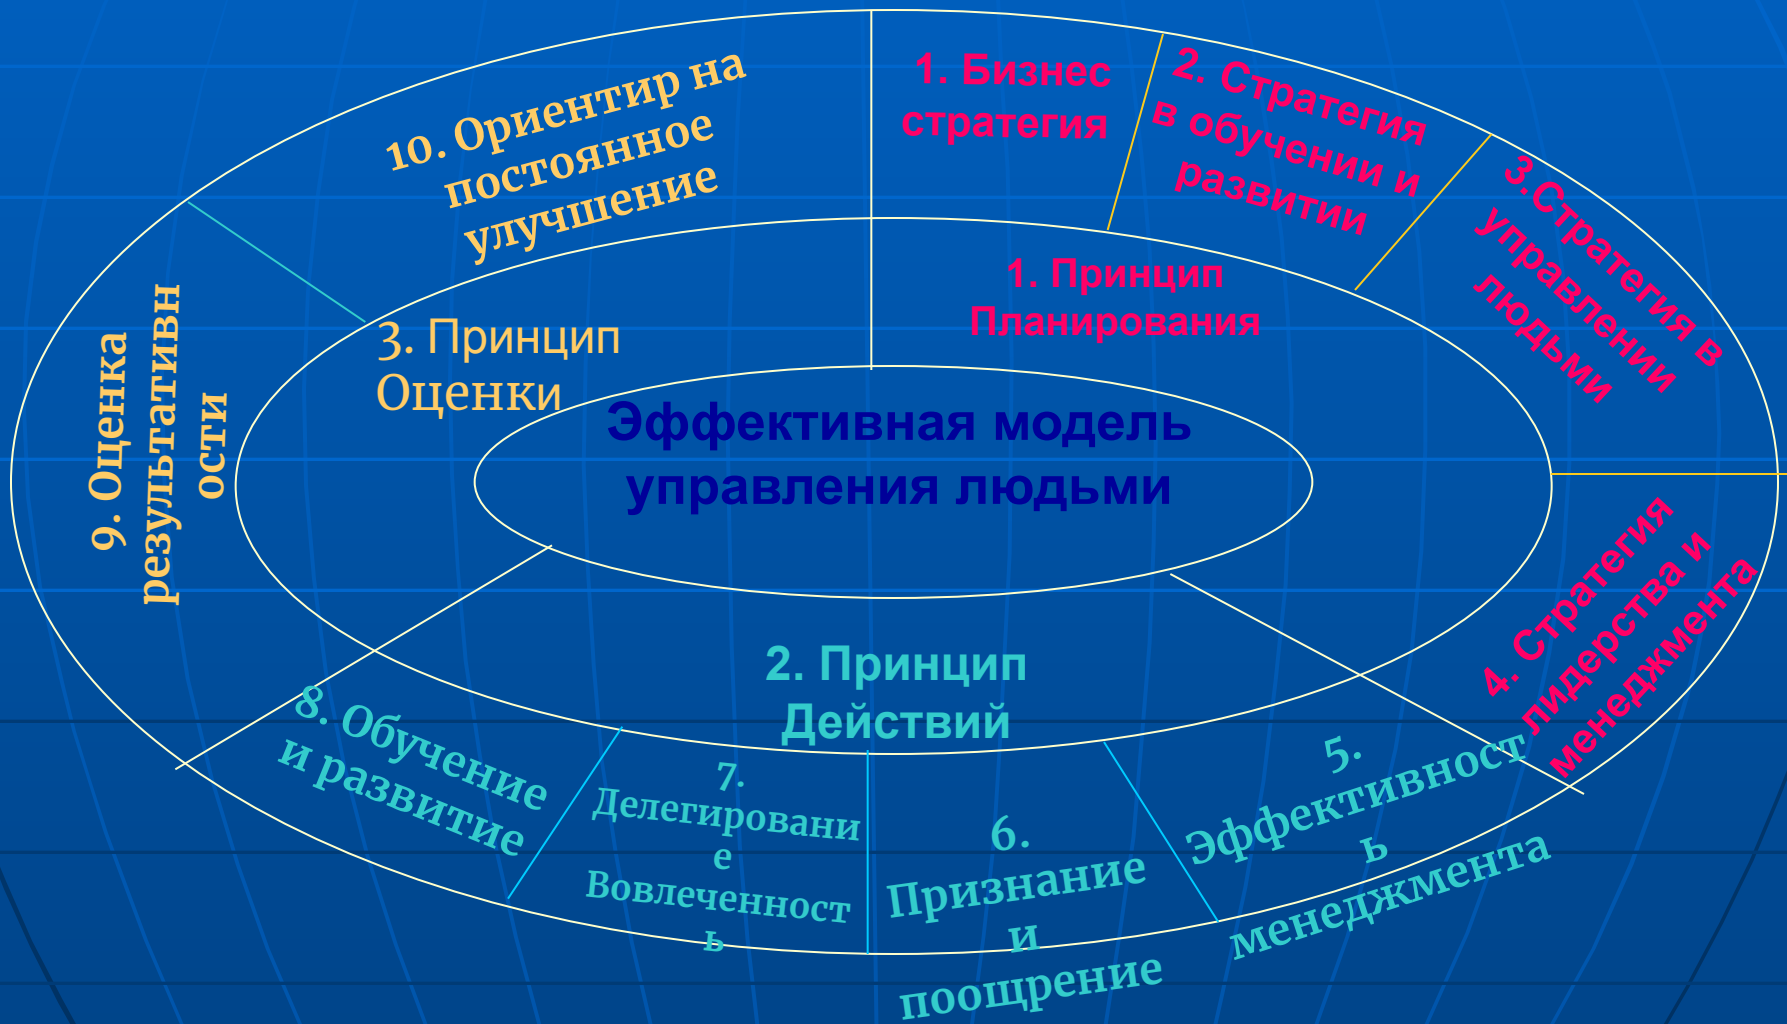 1. Бизнес
стратегия
2. Стратегия
в обучении и
развитии
3.Стратегия в
управлении
людьми
4. Стратегия
лидерства и
менеджмента
5.
Эффективност
ь
менеджмента
6.
Признание
и
поощрение
7.
Делегировани
е
Вовлеченност
ь
8. Обучение
и развитие
9. Оценка
результативн
ости
10. Ориентир на
постоянное
улучшение
1. Принцип
Планирования
2. Принцип
Действий
3. Принцип
Оценки
Эффективная модель
управления людьми